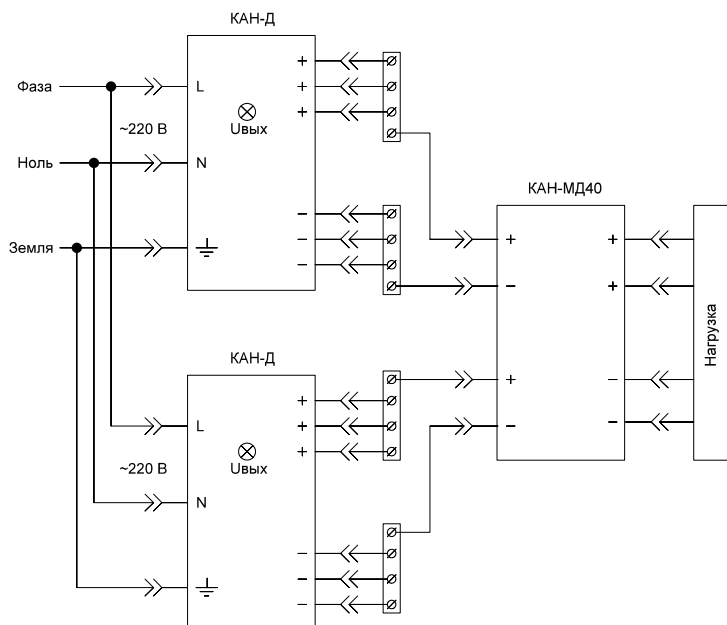 КАН-Д
Фаза
L
+
+
+
~220 В
Uвых
Ноль
N
КАН-МД40
Земля
−
−
−
+
−
+
−
+
+
−
−
Нагрузка
КАН-Д
L
+
+
+
~220 В
Uвых
N
−
−
−